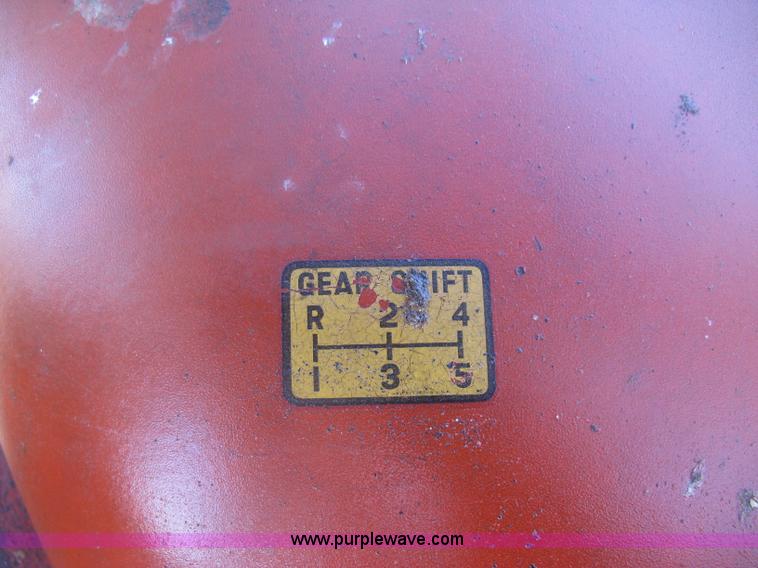 GEAR SHIFT
R 2 4
1 3 5
www.purplewave.com